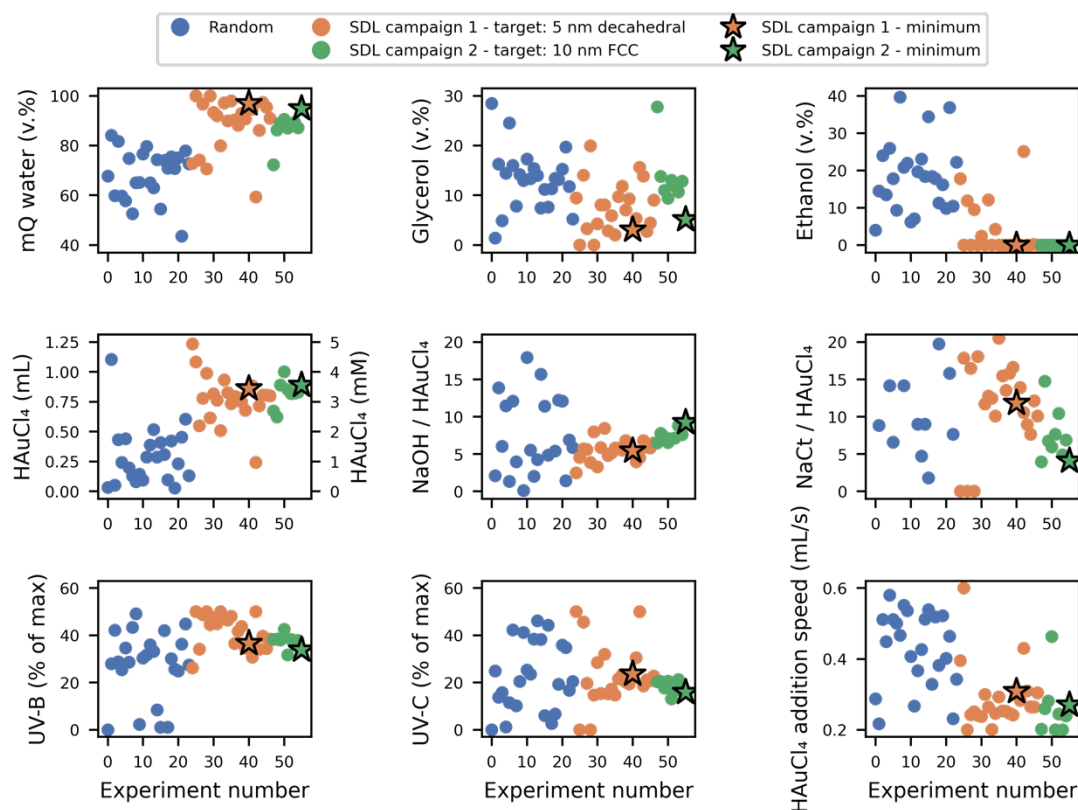 Random
SDL campaign 1 - target: 5 nm decahedral
SDL campaign 1 - minimum
SDL campaign 2 - target: 10 nm FCC
SDL campaign 2 - minimum
mQ water (v.%)
100
80
60
40
0 10 20 30 40 50
Glycerol (v.%)
30
20
10
0
0 10 20 30 40 50
Ethanol (v.%)
40
30
20
10
0
0 10 20 30 40 50
HAuCl₄ (mL)
1.25
1.00
0.75
0.50
0.25
0.00
0 10 20 30 40 50
5
4
3
2
1
0
HAuCl₄ (mM)
NaOH / HAuCl₄
20
15
10
5
0
0 10 20 30 40 50
NaCt / HAuCl₄
20
15
10
5
0
0 10 20 30 40 50
UV-B (% of max)
60
40
20
0
0 10 20 30 40 50
Experiment number
UV-C (% of max)
60
40
20
0
0 10 20 30 40 50
Experiment number
HAuCl₄ addition speed (mL/s)
0.6
0.4
0.2
0 10 20 30 40 50
Experiment number